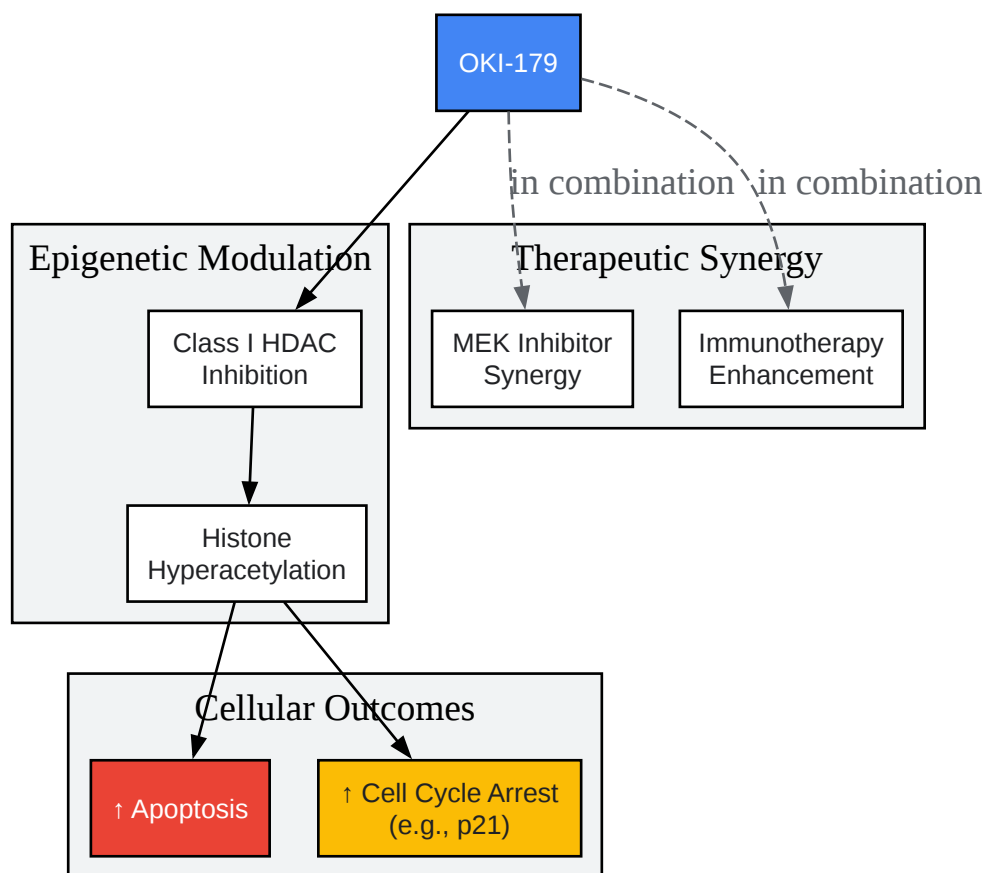 OKI-179
in combination
in combination
Epigenetic Modulation
Therapeutic Synergy
Class I HDAC
Inhibition
MEK Inhibitor
Synergy
Immunotherapy
Enhancement
Histone
Hyperacetylation
Cellular Outcomes
↑ Apoptosis
↑ Cell Cycle Arrest
(e.g., p21)